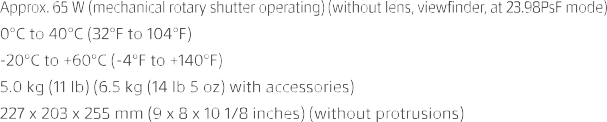 Approx. 65 W (mechanical rotary shutter operating) (without lens, viewfinder, at 23.98PsF mode)
0°C to 40°C (32°F to 104°F)
-20°C to +60°C (-4°F to +140°F)
5.0 kg (11 lb) (6.5 kg (14 lb 5 oz) with accessories)
227 x 203 x 255 mm (9 x 8 x 10 1/8 inches) (without protrusions)